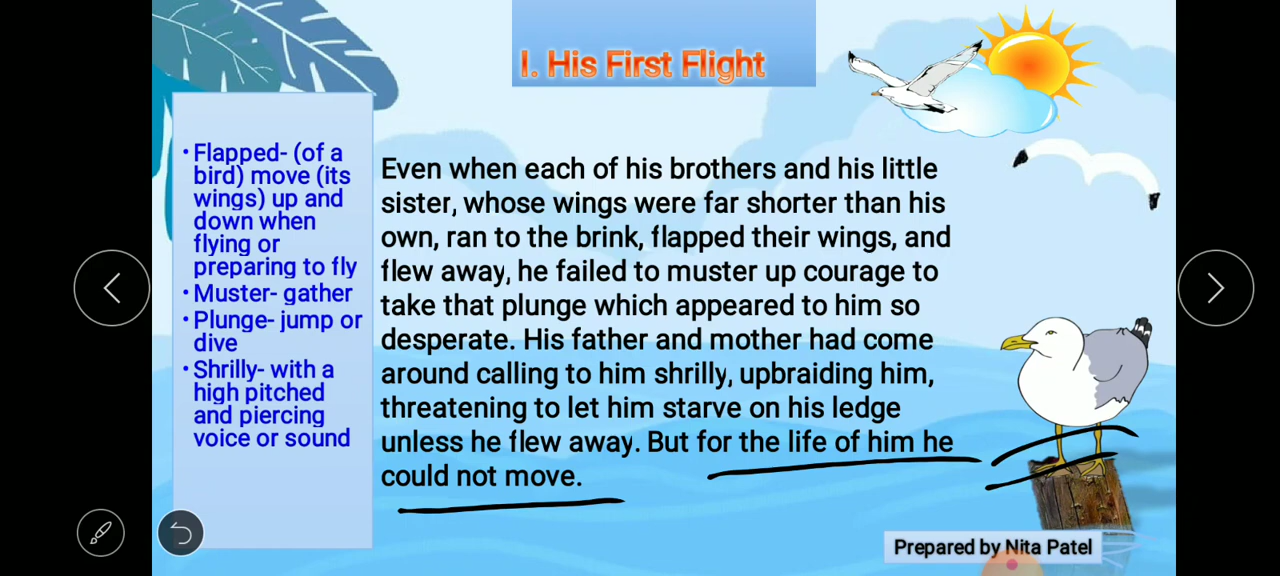 I. His First Flight
• Flapped- (of a
bird) move (its
wings) up and
down when
flying or
preparing to fly
• Muster- gather
• Plunge- jump or
dive
• Shrilly- with a
high pitched
and piercing
voice or sound
Even when each of his brothers and his little
sister, whose wings were far shorter than his
own, ran to the brink, flapped their wings, and
flew away, he failed to muster up courage to
take that plunge which appeared to him so
desperate. His father and mother had come
around calling to him shrilly, upbraiding him,
threatening to let him starve on his ledge
unless he flew away. But for the life of him he
could not move.
Prepared by Nita Patel